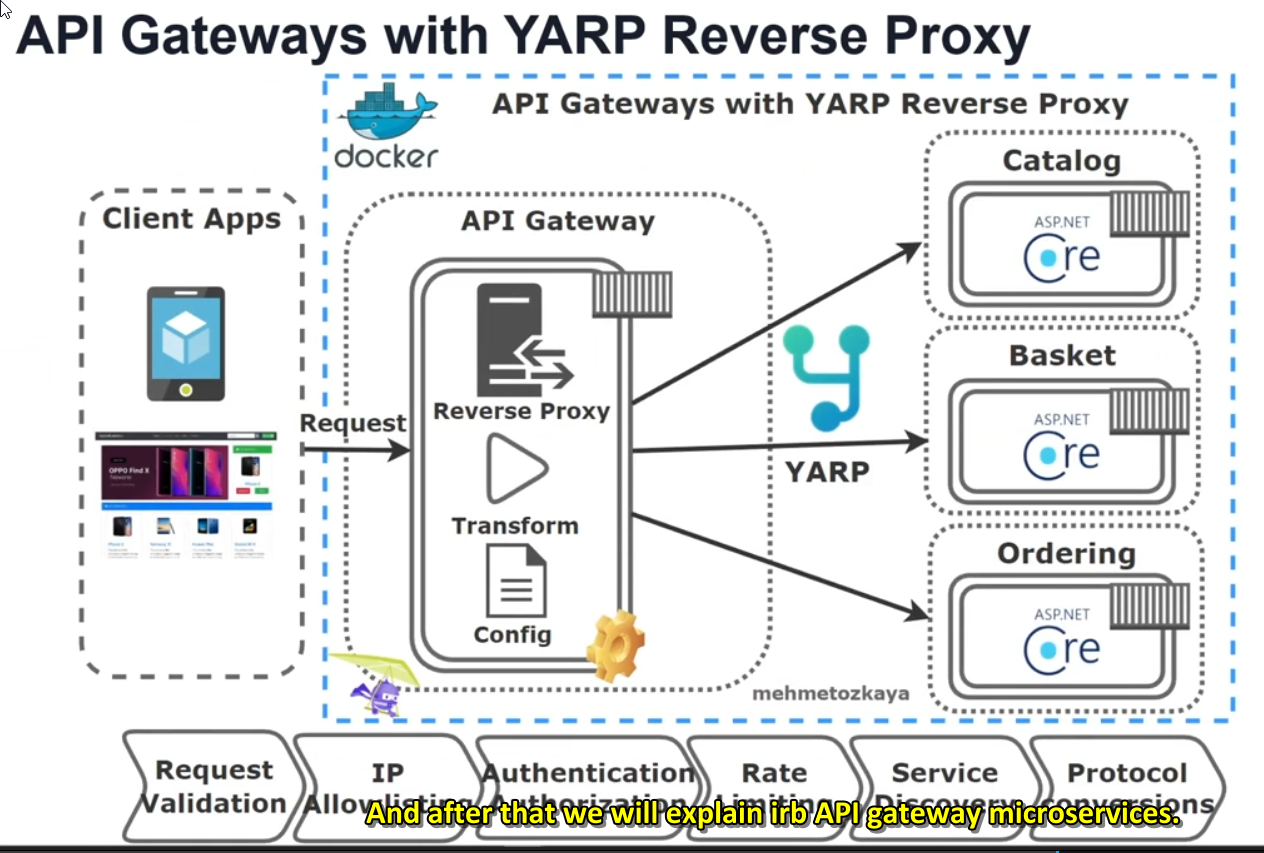 API Gateways with YARP Reverse Proxy
API Gateways with YARP Reverse Proxy
docker
Client Apps
OPPO Find X
Request
API Gateway
Reverse Proxy
Transform
Config
YARP
Catalog
ASP.NET
Core
Basket
ASP.NET
Core
Ordering
ASP.NET
Core
mehmetozkaya
Request
Validation
IP
Allow-listing
Authentication
Authorization
Rate
Limiting
Service
Discovery
Protocol
Conversions
And after that we will explain irb API gateway microservices.